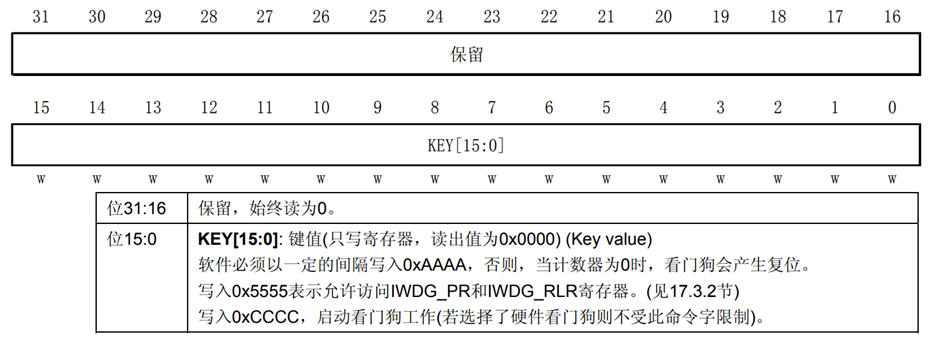 31 30 29 28 27 26 25 24 23 22 21 20 19 18 17 16
保留
15 14 13 12 11 10 9 8 7 6 5 4 3 2 1 0
KEY[15:0]
w w w w w w w w w w w w w w w w
位31:16 保留，始终读为0。
位15:0 KEY[15:0]: 键值(只写寄存器，读出值为0x0000) (Key value)
软件必须以一定的间隔写入0xAAAA，否则，当计数器为0时，看门狗会产生复位。
写入0x5555表示允许访问IWDG_PR和IWDG_RLR寄存器。(见17.3.2节)
写入0xCCCC，启动看门狗工作(若选择了硬件看门狗则不受此命令字限制)。